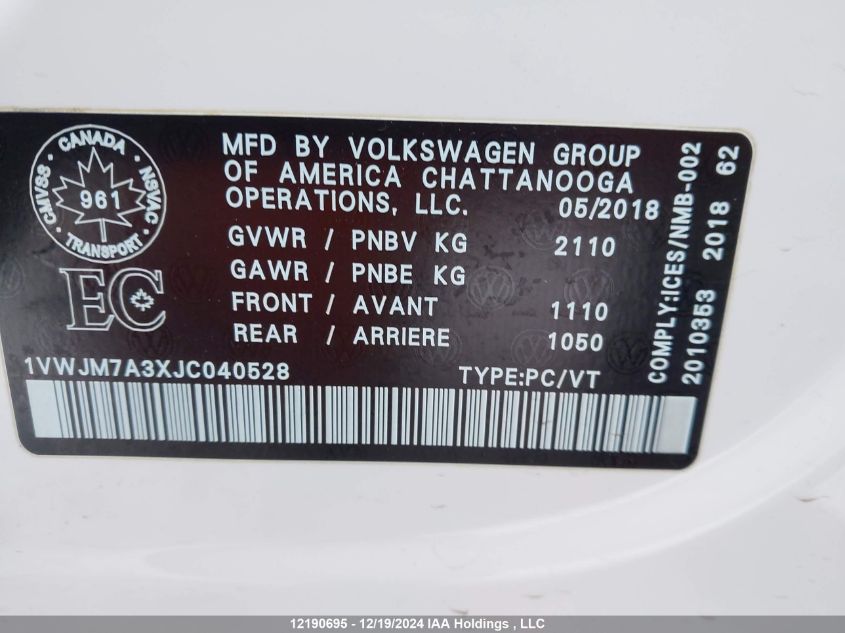 CANADA
CMVSS · NSVAC
961
TRANSPORT
EC
MFD BY VOLKSWAGEN GROUP
OF AMERICA CHATTANOOGA
OPERATIONS, LLC. 05/2018
GVWR / PNBV KG 2110
GAWR / PNBE KG
FRONT / AVANT 1110
REAR / ARRIERE 1050
1VWJM7A3XJC040528 TYPE:PC/VT
COMPLY:ICES/NMB-002
2010353 2018 62
12190695 - 12/19/2024 IAA Holdings , LLC